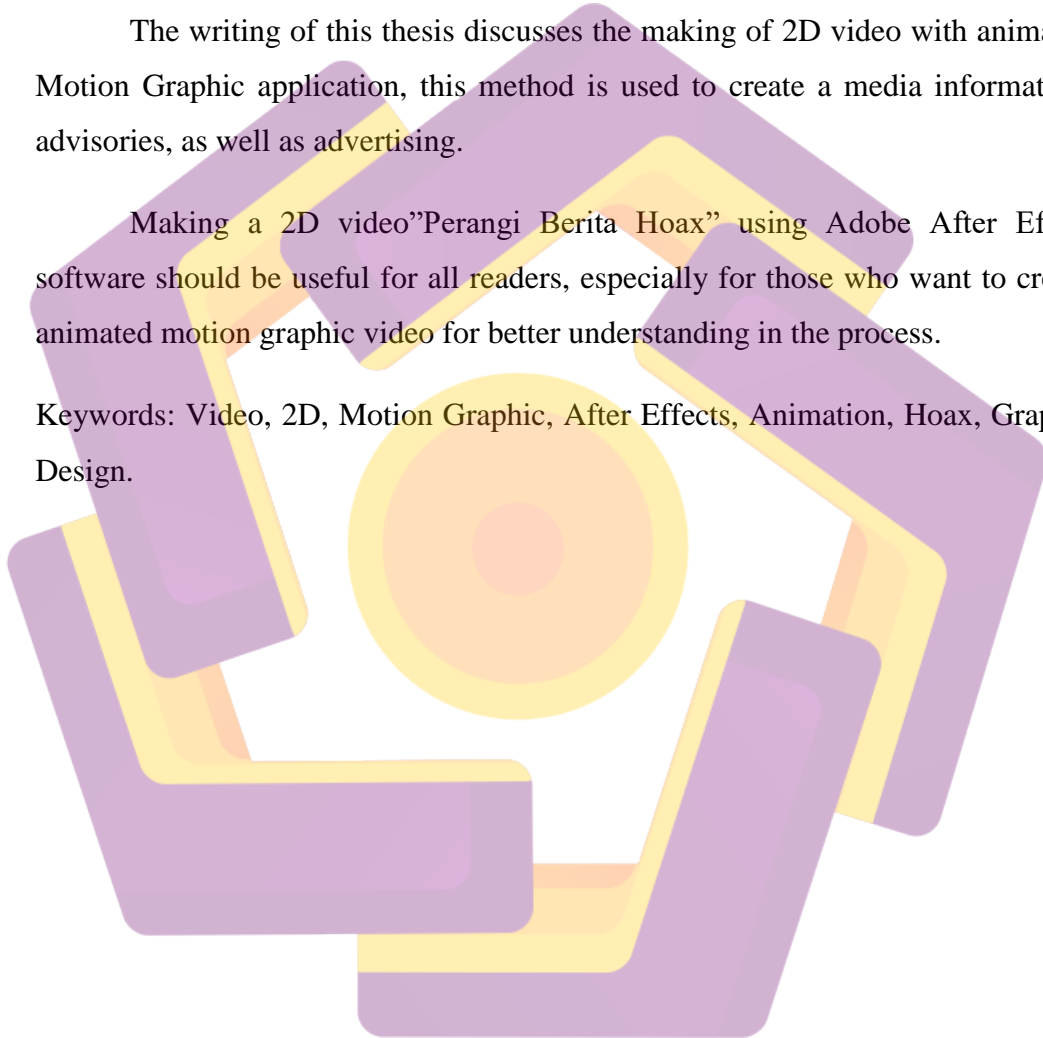 The writing of this thesis discusses the making of 2D video with anima
Motion Graphic application, this method is used to create a media informat
advisories, as well as advertising.
Making a 2D video”Perangi Berita Hoax” using Adobe After Ef
software should be useful for all readers, especially for those who want to cre
animated motion graphic video for better understanding in the process.
Keywords: Video, 2D, Motion Graphic, After Effects, Animation, Hoax, Grap
Design.